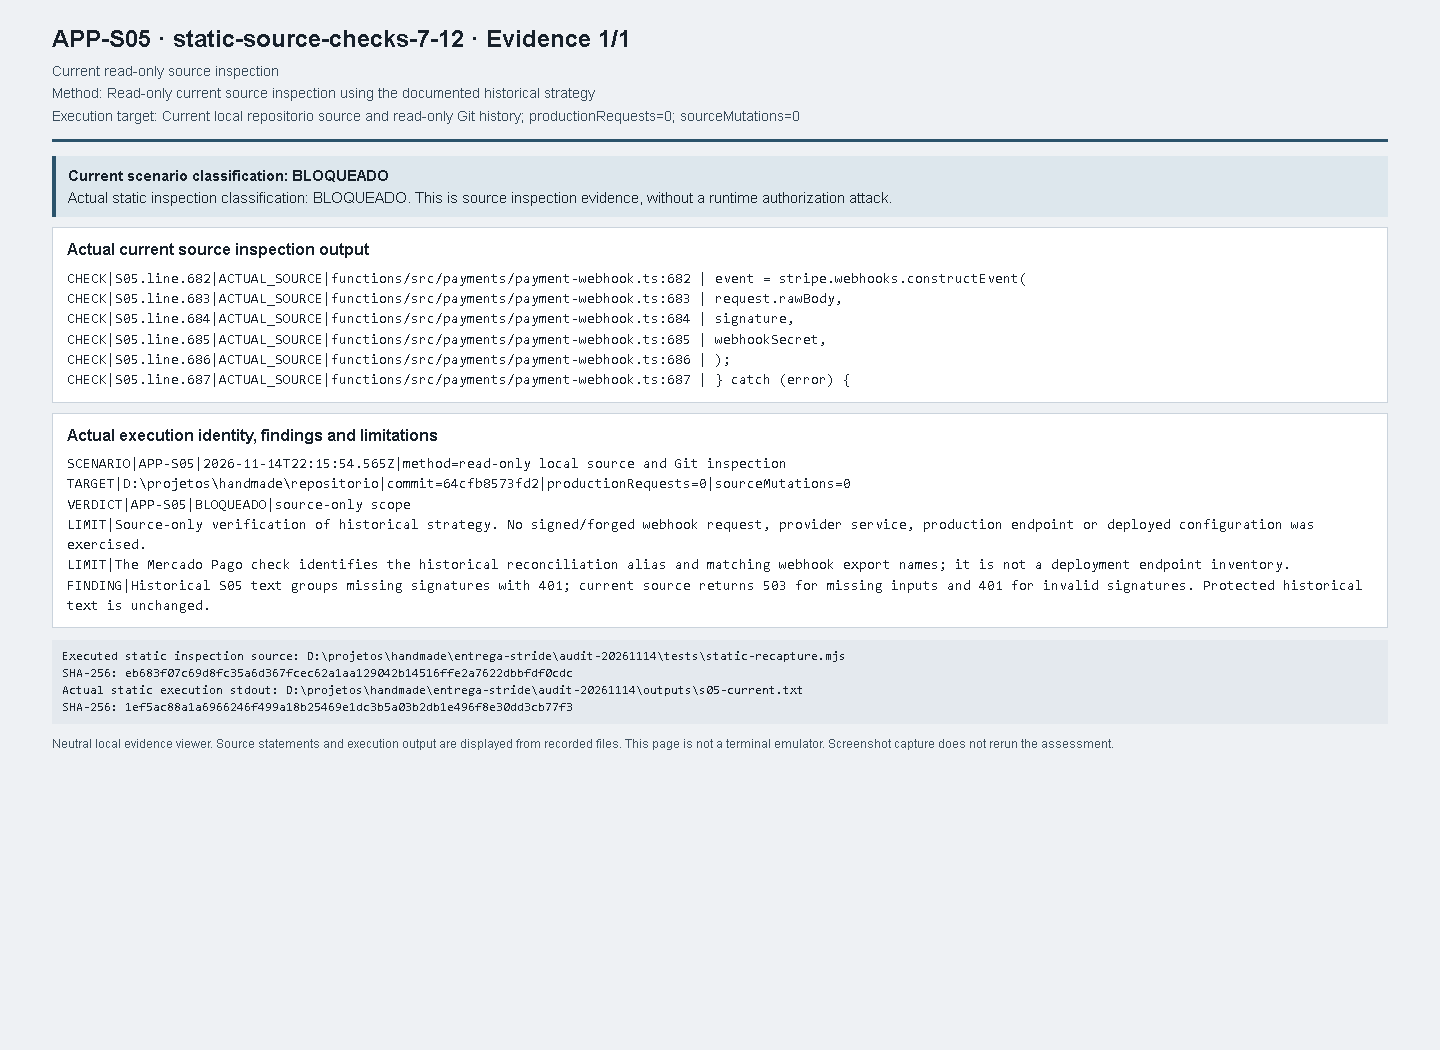 APP-S05 · static-source-checks-7-12 · Evidence 1/1
Current read-only source inspection
Method: Read-only current source inspection using the documented historical strategy
Execution target: Current local repositorio source and read-only Git history; productionRequests=0; sourceMutations=0
Current scenario classification: BLOQUEADO
Actual static inspection classification: BLOQUEADO. This is source inspection evidence, without a runtime authorization attack.
Actual current source inspection output
CHECK|S05.line.682|ACTUAL_SOURCE|functions/src/payments/payment-webhook.ts:682 | event = stripe.webhooks.constructEvent(
CHECK|S05.line.683|ACTUAL_SOURCE|functions/src/payments/payment-webhook.ts:683 | request.rawBody,
CHECK|S05.line.684|ACTUAL_SOURCE|functions/src/payments/payment-webhook.ts:684 | signature,
CHECK|S05.line.685|ACTUAL_SOURCE|functions/src/payments/payment-webhook.ts:685 | webhookSecret,
CHECK|S05.line.686|ACTUAL_SOURCE|functions/src/payments/payment-webhook.ts:686 | );
CHECK|S05.line.687|ACTUAL_SOURCE|functions/src/payments/payment-webhook.ts:687 | } catch (error) {
Actual execution identity, findings and limitations
SCENARIO|APP-S05|2026-11-14T22:15:54.565Z|method=read-only local source and Git inspection
TARGET|D:\projetos\handmade\repositorio|commit=64cfb8573fd2|productionRequests=0|sourceMutations=0
VERDICT|APP-S05|BLOQUEADO|source-only scope
LIMIT|Source-only verification of historical strategy. No signed/forged webhook request, provider service, production endpoint or deployed configuration was
exercised.
LIMIT|The Mercado Pago check identifies the historical reconciliation alias and matching webhook export names; it is not a deployment endpoint inventory.
FINDING|Historical S05 text groups missing signatures with 401; current source returns 503 for missing inputs and 401 for invalid signatures. Protected historical
text is unchanged.
Executed static inspection source: D:\projetos\handmade\entrega-stride\audit-20261114\tests\static-recapture.mjs
SHA-256: eb683f07c69d8fc35a6d367fcec62a1aa129042b14516ffe2a7622dbbfdf0cdc
Actual static execution stdout: D:\projetos\handmade\entrega-stride\audit-20261114\outputs\s05-current.txt
SHA-256: 1ef5ac88a1a6966246f499a18b25469e1dc3b5a03b2db1e496f8e30dd3cb77f3
Neutral local evidence viewer. Source statements and execution output are displayed from recorded files. This page is not a terminal emulator. Screenshot capture does not rerun the assessment.